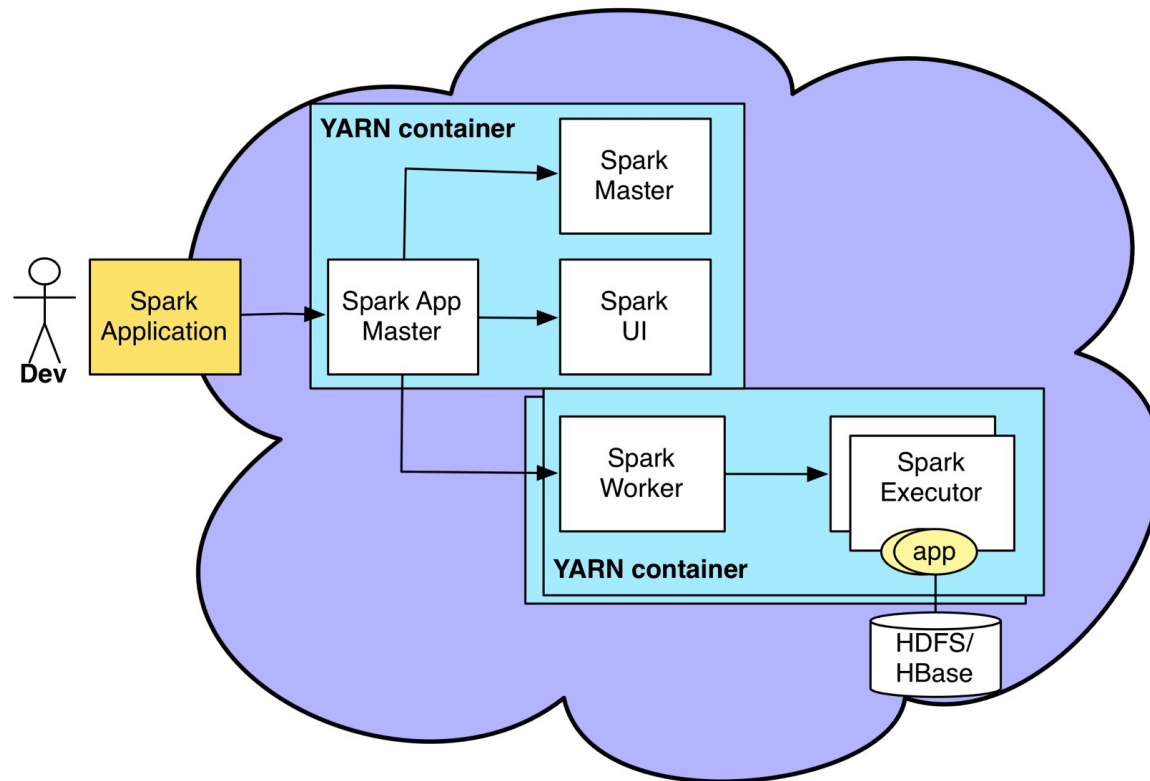 YARN container
Spark
Master
Spark
Application
Dev
Spark App
Master
Spark
UI
Spark
Worker
Spark
Executor
app
YARN container
HDFS/
HBase